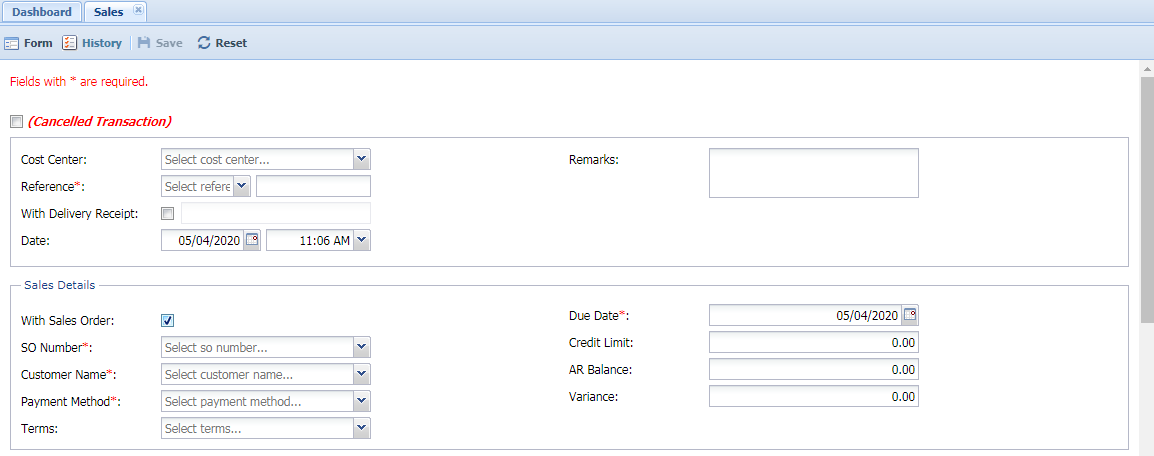 Dashboard Sales
Form History Save Reset
Fields with * are required.
(Cancelled Transaction)
Cost Center: Select cost center...
Reference*: Select refere
With Delivery Receipt:
Date: 05/04/2020 11:06 AM
Remarks:
Sales Details
With Sales Order:
SO Number*: Select so number...
Customer Name*: Select customer name...
Payment Method*: Select payment method...
Terms: Select terms...
Due Date*: 05/04/2020
Credit Limit: 0.00
AR Balance: 0.00
Variance: 0.00